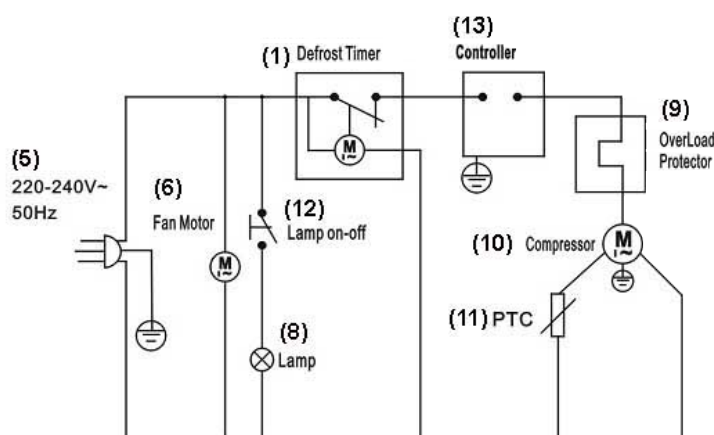 (13)
(1) Defrost Timer
Controller
(9)
OverLoad
Protector
M
(5)
220-240V~
50Hz
(6)
Fan Motor
(12)
Lamp on-off
(10) Compressor
M
M
(11) PTC
(8)
Lamp